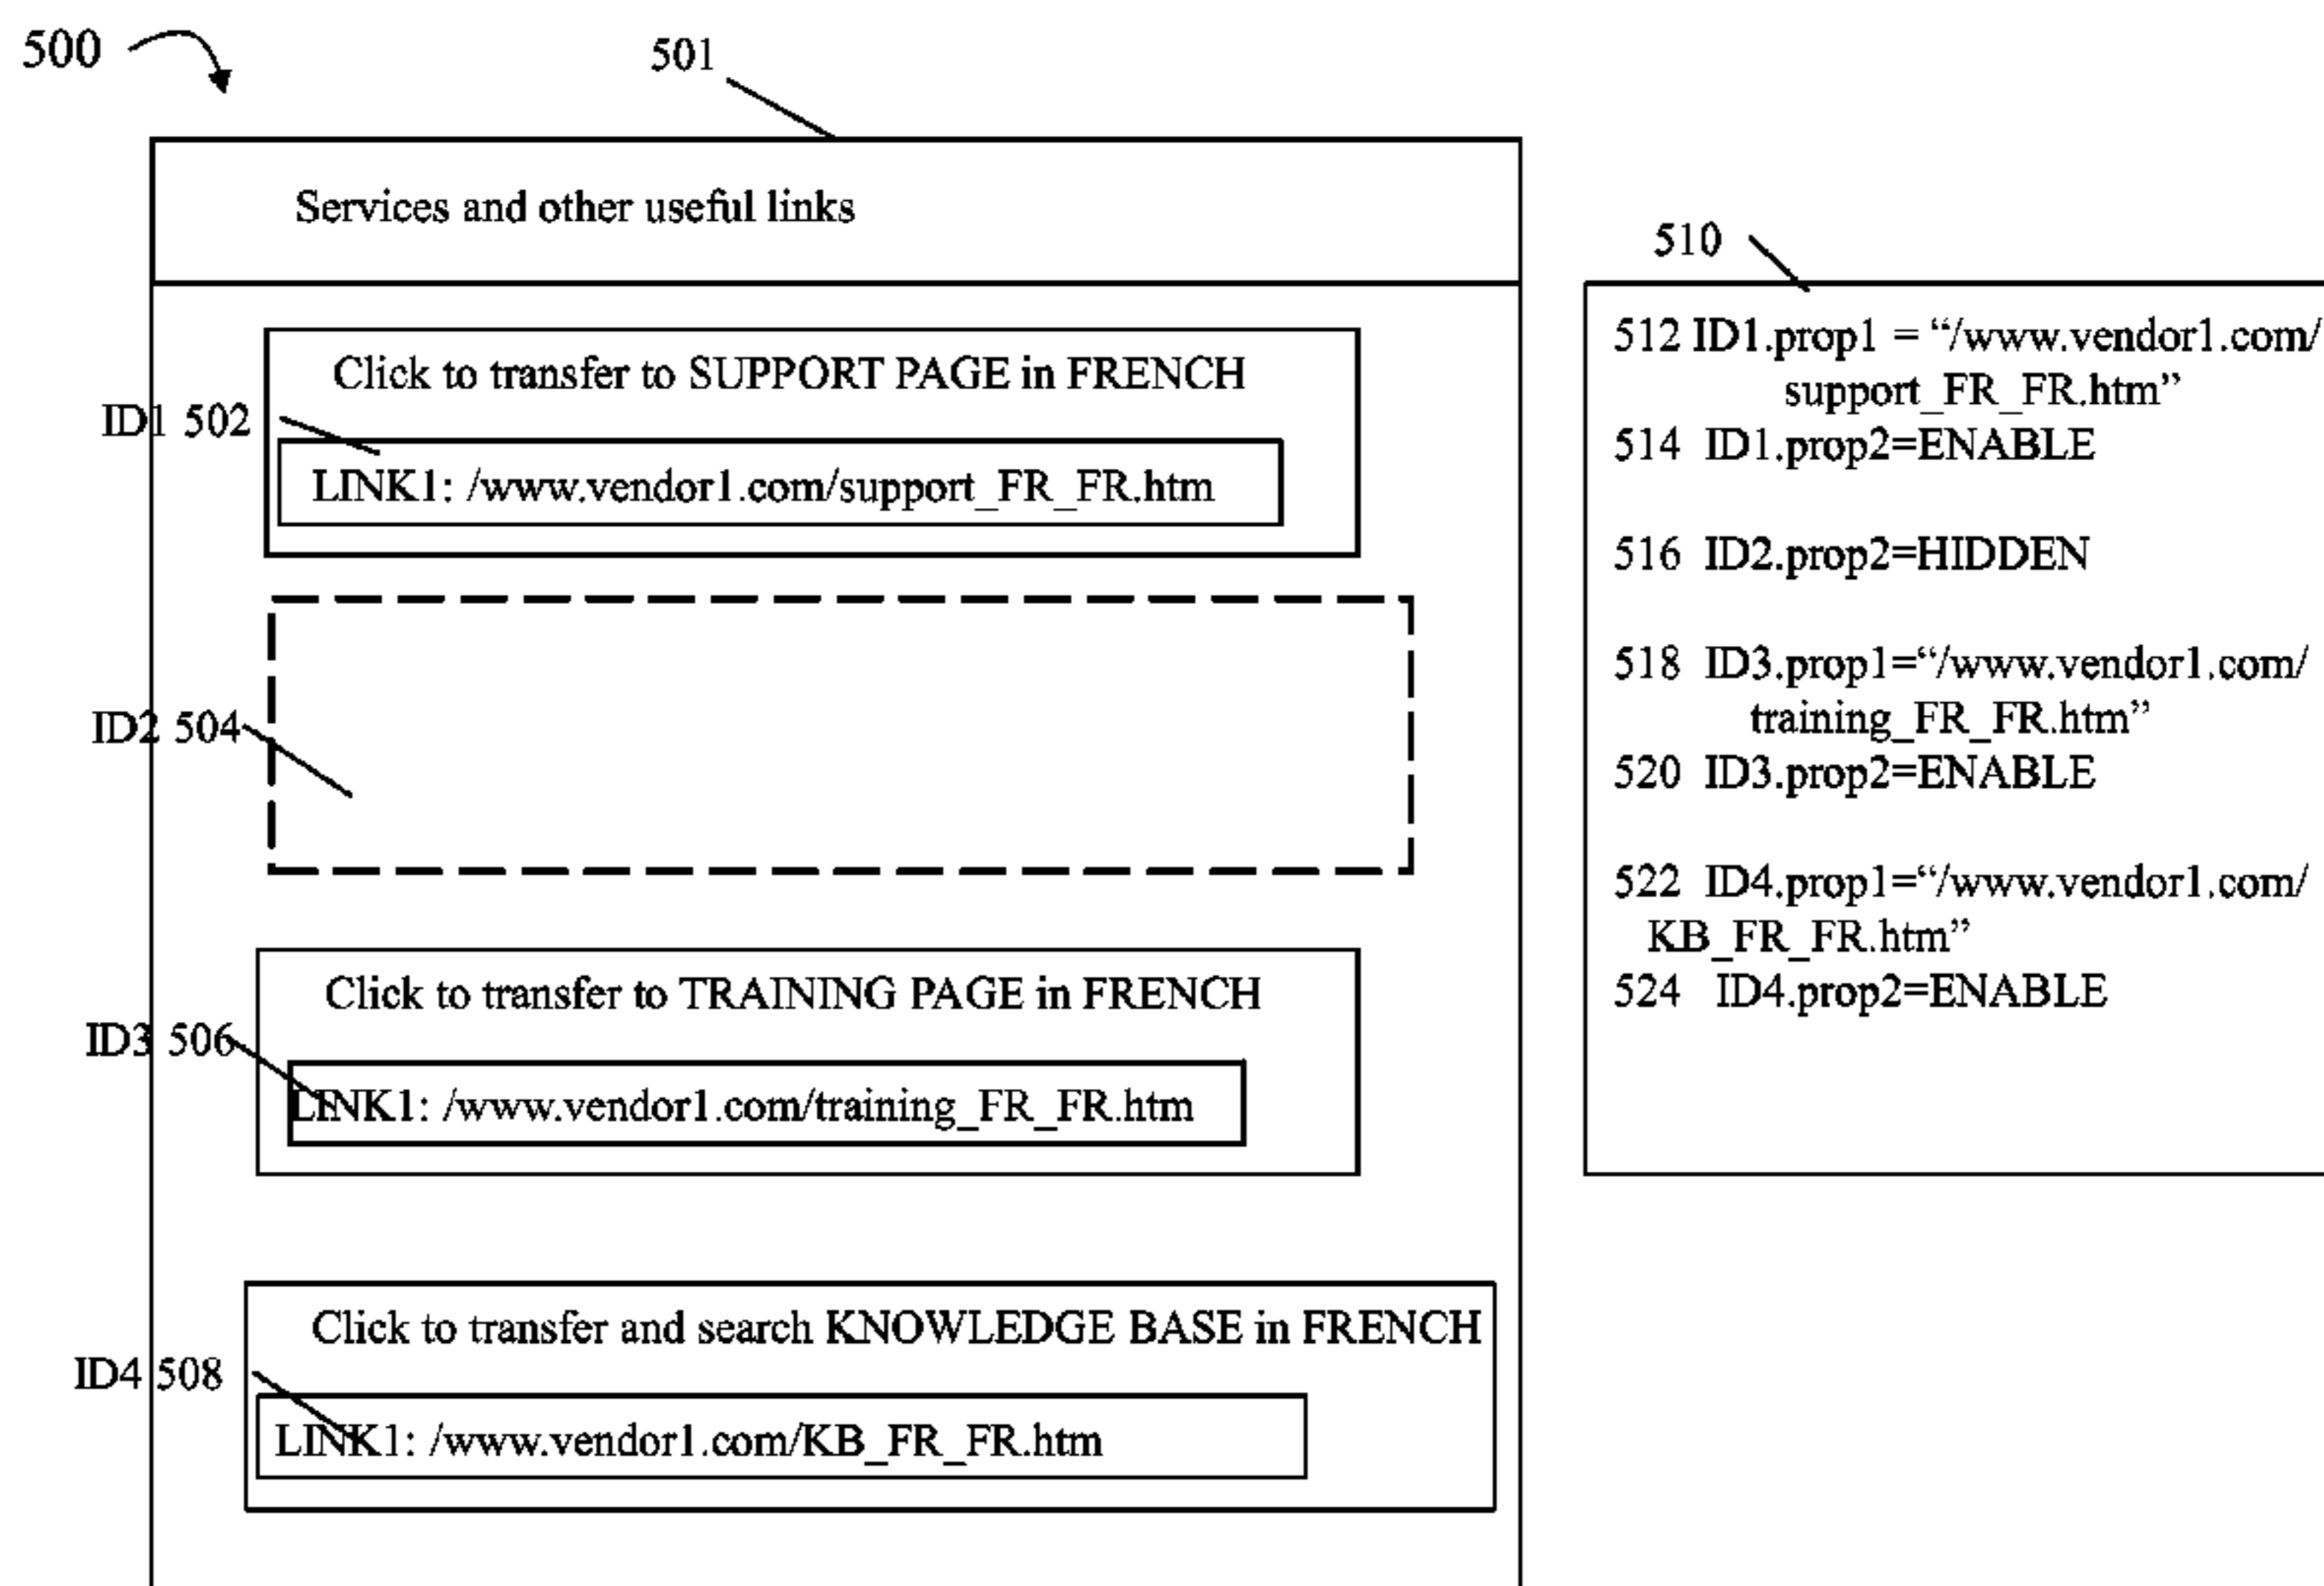 500
501
Services and other useful links
Click to transfer to SUPPORT PAGE in FRENCH
ID1 502
LINK1: /www.vendor1.com/support_FR_FR.htm
ID2 504
Click to transfer to TRAINING PAGE in FRENCH
ID3 506
LINK1: /www.vendor1.com/training_FR_FR.htm
Click to transfer and search KNOWLEDGE BASE in FRENCH
ID4 508
LINK1: /www.vendor1.com/KB_FR_FR.htm
510
512 ID1.prop1 = “/www.vendor1.com/
support_FR_FR.htm”
514 ID1.prop2=ENABLE
516 ID2.prop2=HIDDEN
518 ID3.prop1=“/www.vendor1.com/
training_FR_FR.htm”
520 ID3.prop2=ENABLE
522 ID4.prop1=“/www.vendor1.com/
KB_FR_FR.htm”
524 ID4.prop2=ENABLE